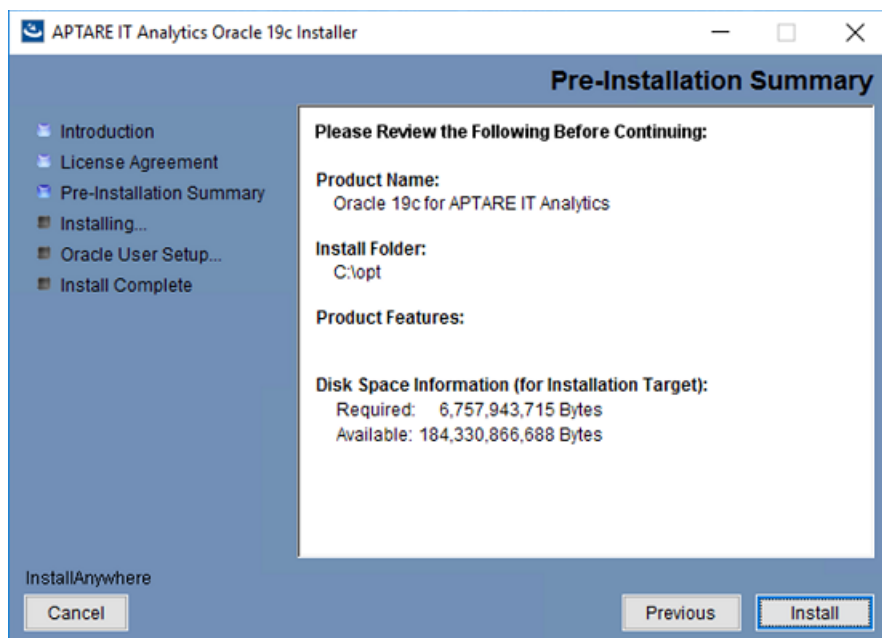 APTARE IT Analytics Oracle 19c Installer
Pre-Installation Summary
Introduction
License Agreement
Pre-Installation Summary
Installing...
Oracle User Setup...
Install Complete
Please Review the Following Before Continuing:
Product Name:
Oracle 19c for APTARE IT Analytics
Install Folder:
C:\opt
Product Features:
Disk Space Information (for Installation Target):
Required: 6,757,943,715 Bytes
Available: 184,330,866,688 Bytes
InstallAnywhere
Cancel
Previous
Install